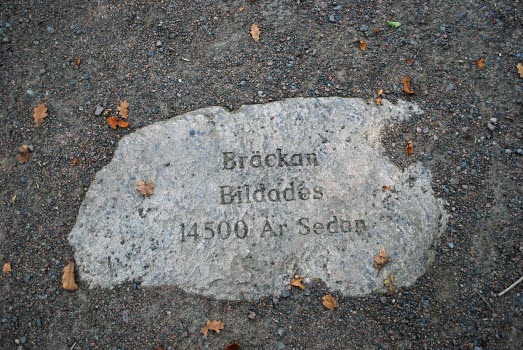 Bräckan
Bildades
14500 År Sedan